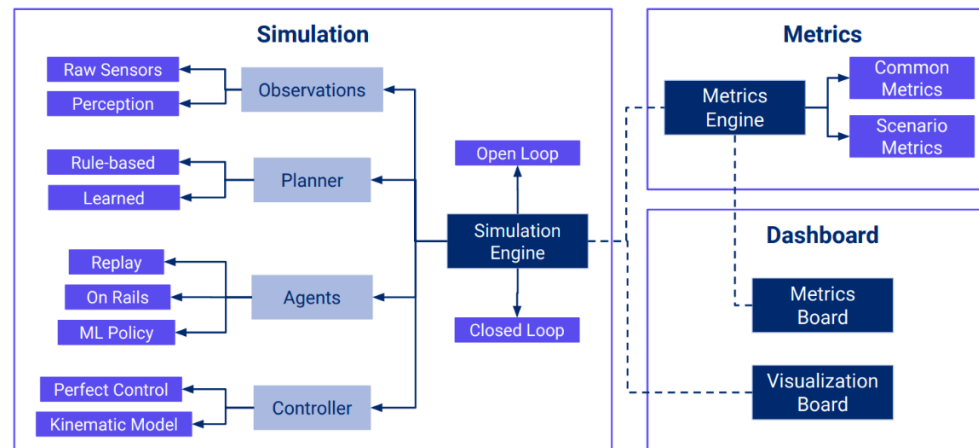 Simulation
Raw Sensors
Perception
Observations
Rule-based
Learned
Planner
Replay
On Rails
ML Policy
Agents
Perfect Control
Kinematic Model
Controller
Open Loop
Simulation
Engine
Closed Loop
Metrics
Metrics
Engine
Common
Metrics
Scenario
Metrics
Dashboard
Metrics
Board
Visualization
Board